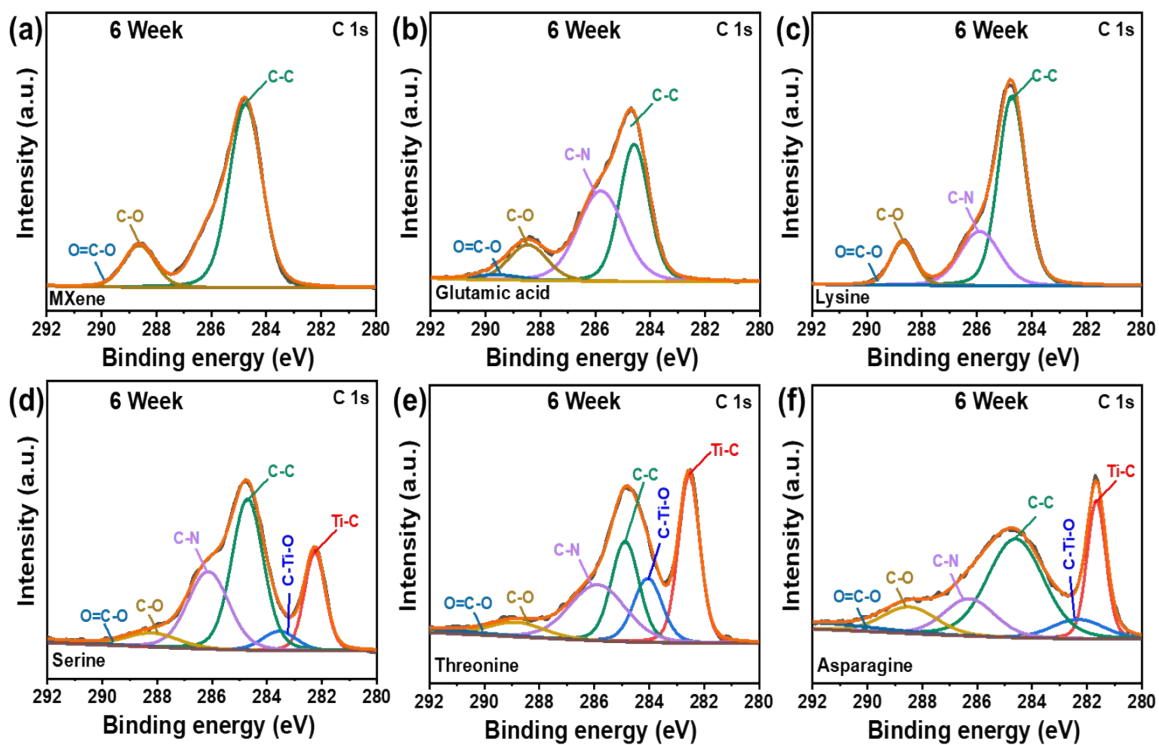 (a) 6 Week C 1s
C-C
C-O
O=C-O
MXene
292 290 288 286 284 282 280
Binding energy (eV)
Intensity (a.u.)
(b) 6 Week C 1s
C-C
C-N
C-O
O=C-O
Glutamic acid
292 290 288 286 284 282 280
Binding energy (eV)
Intensity (a.u.)
(c) 6 Week C 1s
C-C
C-N
C-O
O=C-O
Lysine
292 290 288 286 284 282 280
Binding energy (eV)
Intensity (a.u.)
(d) 6 Week C 1s
C-C
C-N
Ti-C
C-Ti-O
C-O
O=C-O
Serine
292 290 288 286 284 282 280
Binding energy (eV)
Intensity (a.u.)
(e) 6 Week C 1s
Ti-C
C-C
C-Ti-O
C-N
C-O
O=C-O
Threonine
292 290 288 286 284 282 280
Binding energy (eV)
Intensity (a.u.)
(f) 6 Week C 1s
Ti-C
C-C
C-Ti-O
C-N
C-O
O=C-O
Asparagine
292 290 288 286 284 282 280
Binding energy (eV)
Intensity (a.u.)